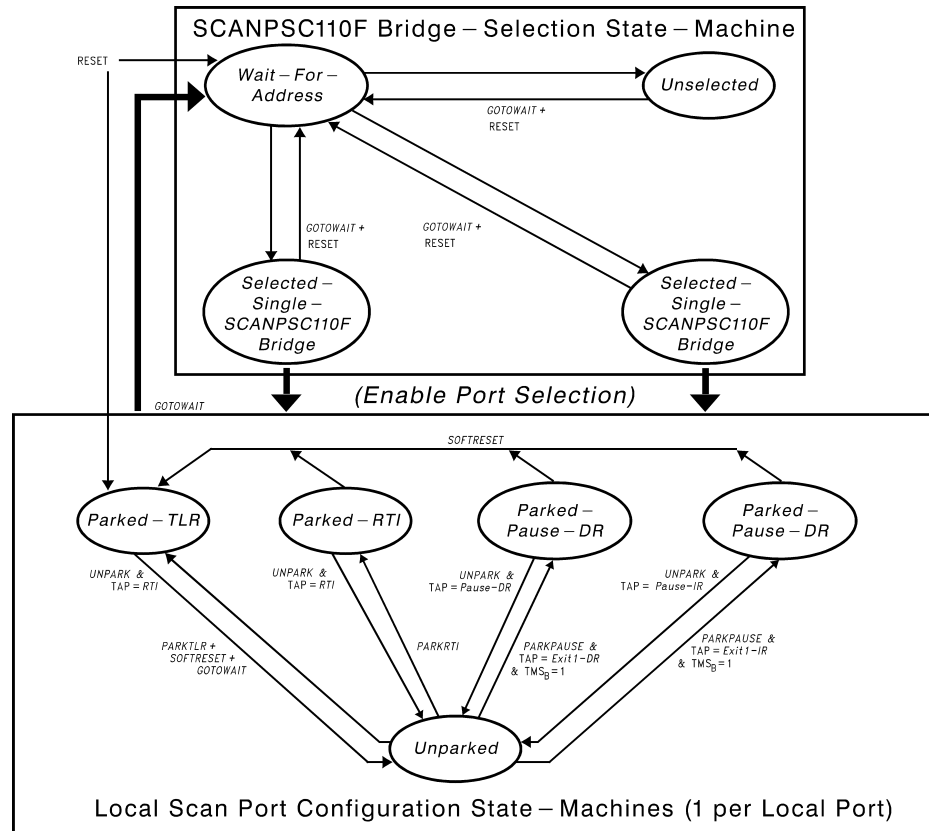 SCANPSC110F Bridge – Selection State – Machine
RESET
Wait – For –
Address
Unselected
GOTOWAIT +
RESET
GOTOWAIT +
RESET
GOTOWAIT +
RESET
Selected –
Single –
SCANPSC110F
Bridge
Selected –
Single –
SCANPSC110F
Bridge
(Enable Port Selection)
GOTOWAIT
SOFTRESET
Parked – TLR
Parked – RTI
Parked –
Pause – DR
Parked –
Pause – DR
UNPARK &
TAP = RTI
UNPARK &
TAP = RTI
UNPARK &
TAP = Pause-DR
UNPARK &
TAP = Pause-IR
PARKTLR +
SOFTRESET +
GOTOWAIT
PARKRTI
PARKPAUSE &
TAP = Exit1-DR
& TMSB = 1
PARKPAUSE &
TAP = Exit1-IR
& TMSB = 1
Unparked
Local Scan Port Configuration State – Machines (1 per Local Port)